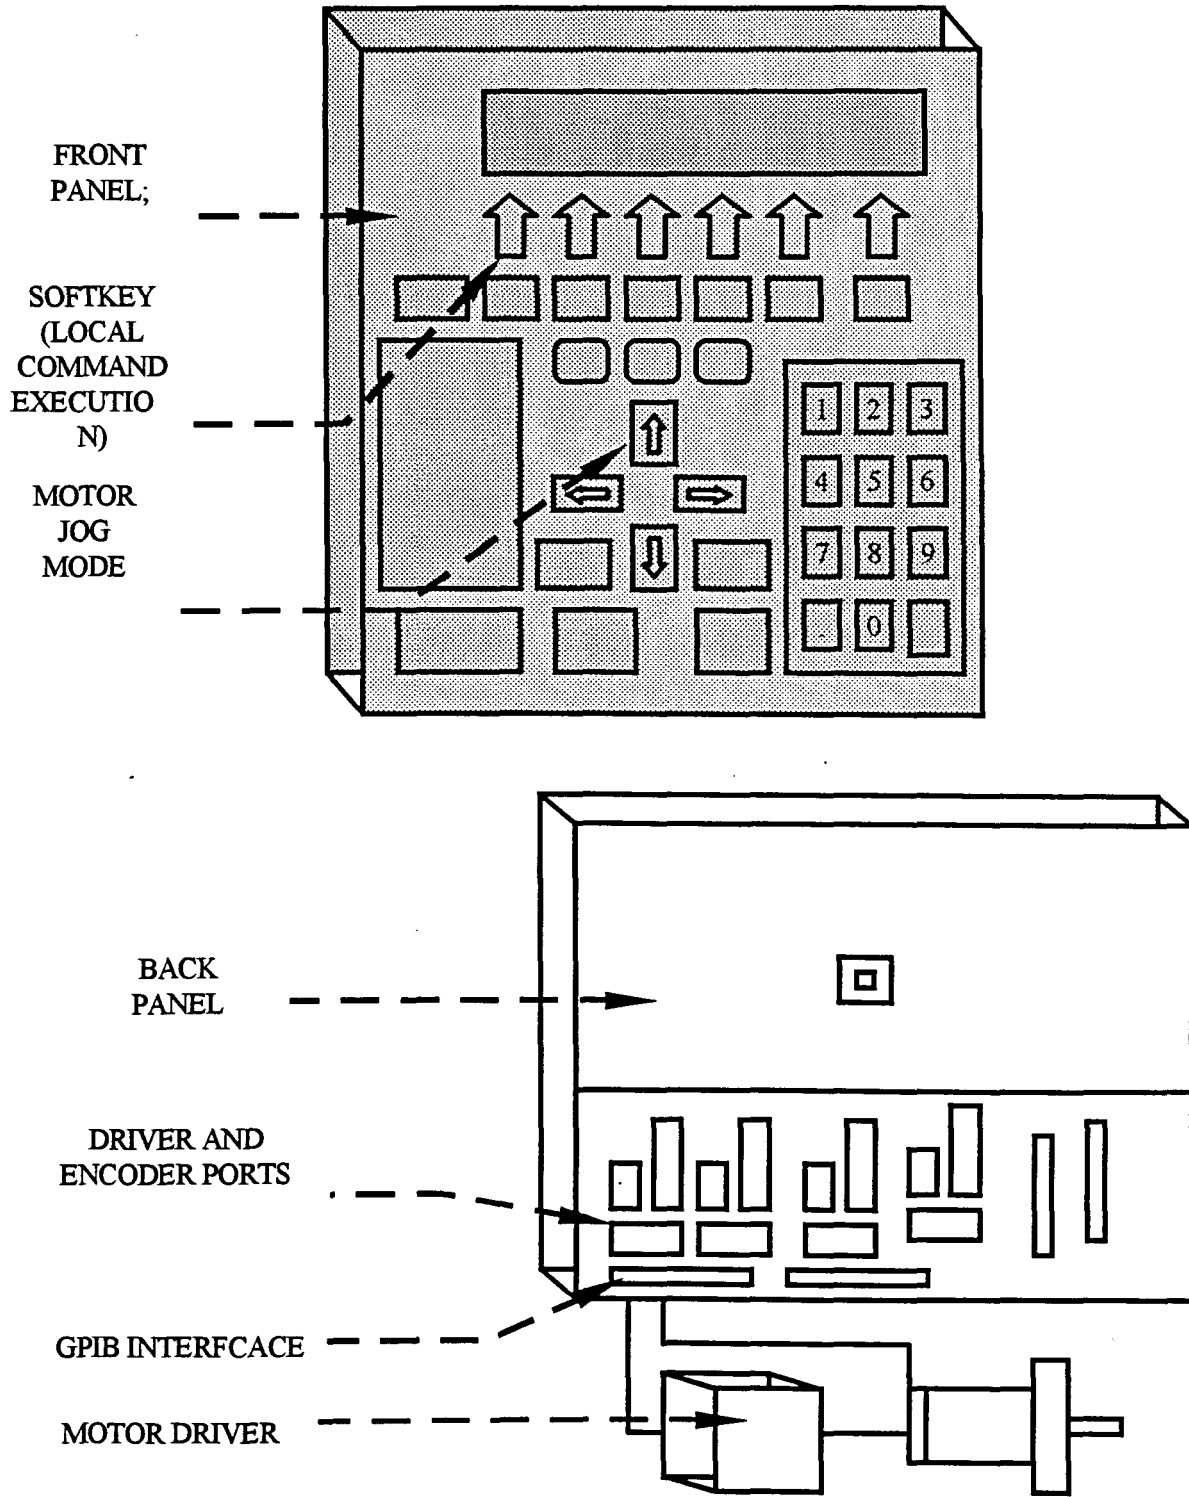 FRONT
PANEL;
SOFTKEY
(LOCAL
COMMAND
EXECUTIO
N)
MOTOR
JOG
MODE
1 2 3
4 5 6
7 8 9
. 0
BACK
PANEL
DRIVER AND
ENCODER PORTS
GPIB INTERFCACE
MOTOR DRIVER